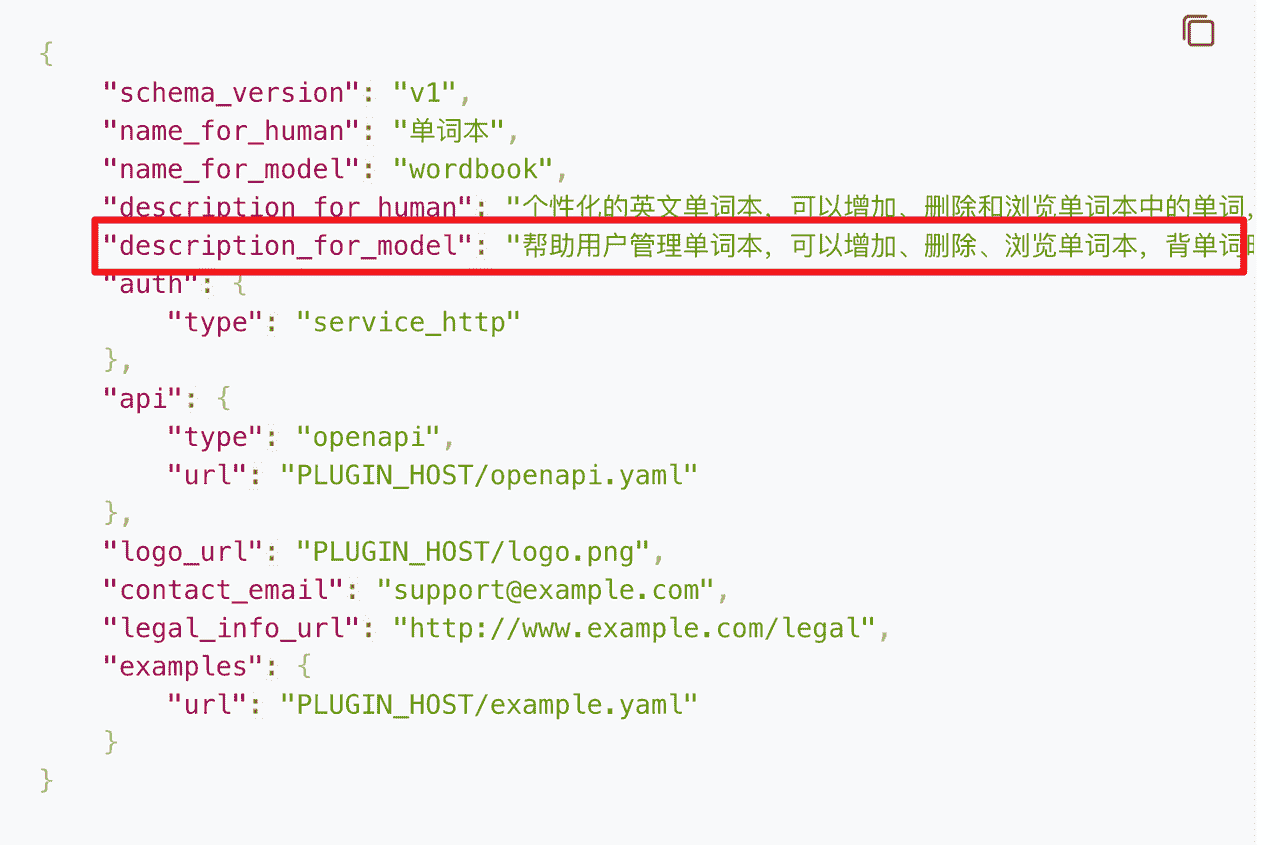 {
"schema_version": "v1",
"name_for_human": "单词本",
"name_for_model": "wordbook",
"description_for_human": "个性化的英文单词本，可以增加、删除和浏览单词本中的单词，
"description_for_model": "帮助用户管理单词本，可以增加、删除、浏览单词本，背单词
"auth": {
"type": "service_http"
},
"api": {
"type": "openapi",
"url": "PLUGIN_HOST/openapi.yaml"
},
"logo_url": "PLUGIN_HOST/logo.png",
"contact_email": "support@example.com",
"legal_info_url": "http://www.example.com/legal",
"examples": {
"url": "PLUGIN_HOST/example.yaml"
}
}